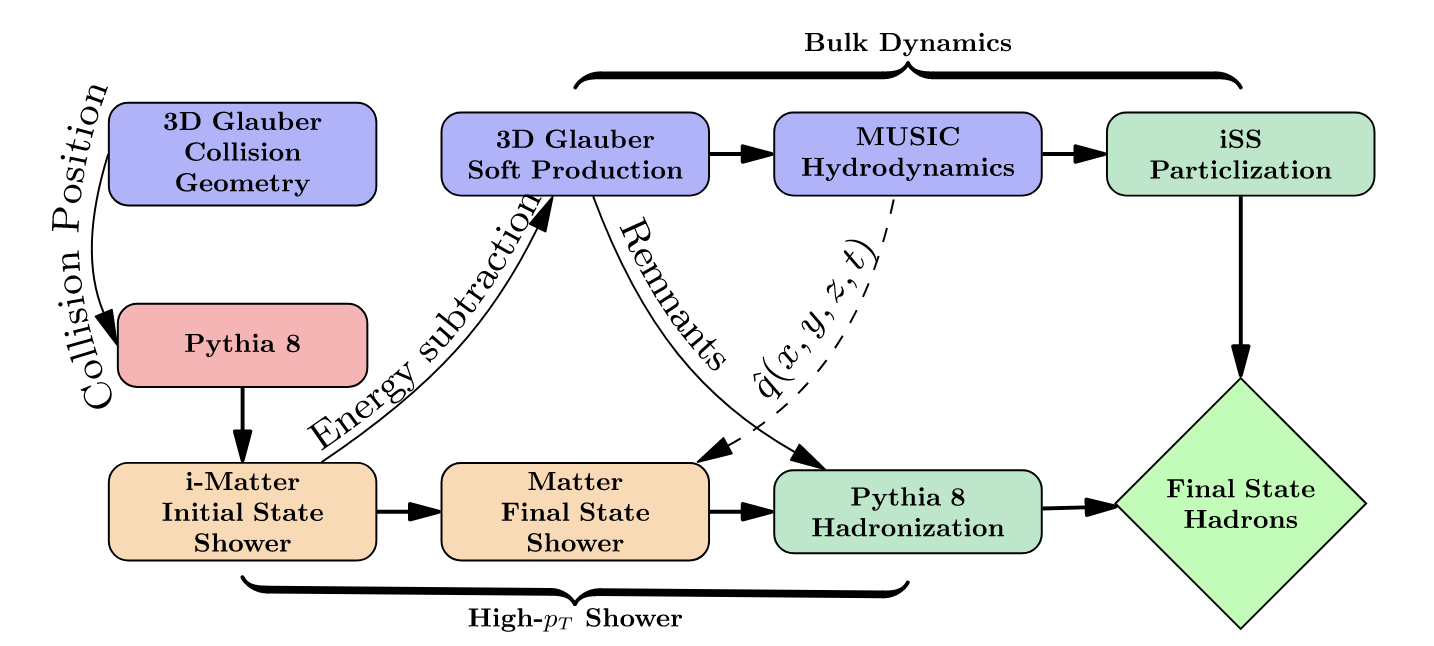 Bulk Dynamics
Collision Position
3D Glauber
Collision
Geometry
3D Glauber
Soft Production
MUSIC
Hydrodynamics
iSS
Particlization
Energy subtraction
Remnants
q̂(x, y, z, t)
Pythia 8
i-Matter
Initial State
Shower
Matter
Final State
Shower
Pythia 8
Hadronization
Final State
Hadrons
High-p_T Shower